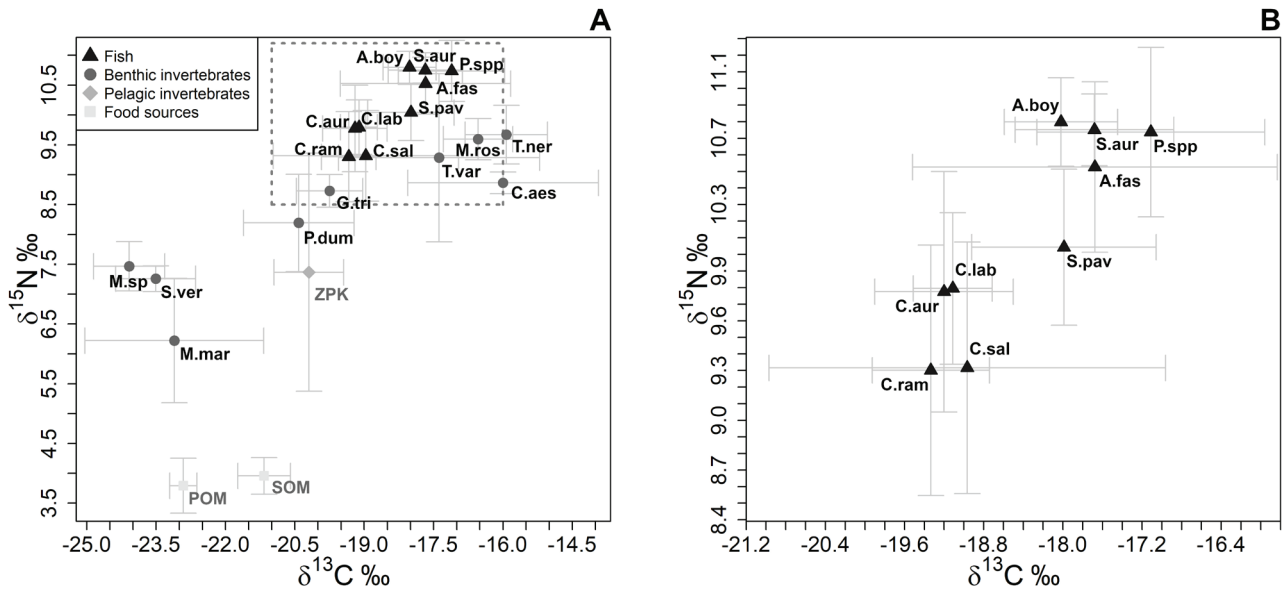 A
Fish
Benthic invertebrates
Pelagic invertebrates
Food sources
A.boy
S.aur
P.spp
A.fas
S.pav
C.aur
C.lab
C.ram
C.sal
M.ros
T.ner
T.var
C.aes
G.tri
P.dum
ZPK
M.sp
S.ver
M.mar
POM
SOM
10.5
9.5
8.5
7.5
6.5
5.5
4.5
3.5
δ15N ‰
-25.0 -23.5 -22.0 -20.5 -19.0 -17.5 -16.0 -14.5
δ13C ‰
B
A.boy
S.aur
P.spp
A.fas
S.pav
C.lab
C.aur
C.sal
C.ram
11.1
10.7
10.3
9.9
9.6
9.3
9.0
8.7
8.4
δ15N ‰
-21.2 -20.4 -19.6 -18.8 -18.0 -17.2 -16.4
δ13C ‰